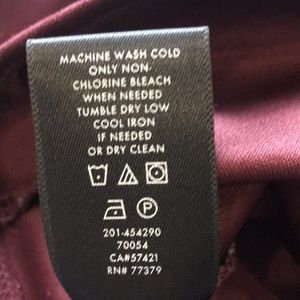 MACHINE WASH COLD
ONLY NON-
CHLORINE BLEACH
WHEN NEEDED
TUMBLE DRY LOW
COOL IRON
IF NEEDED
OR DRY CLEAN
P
201-454290
70054
CA#57421
RN# 77379